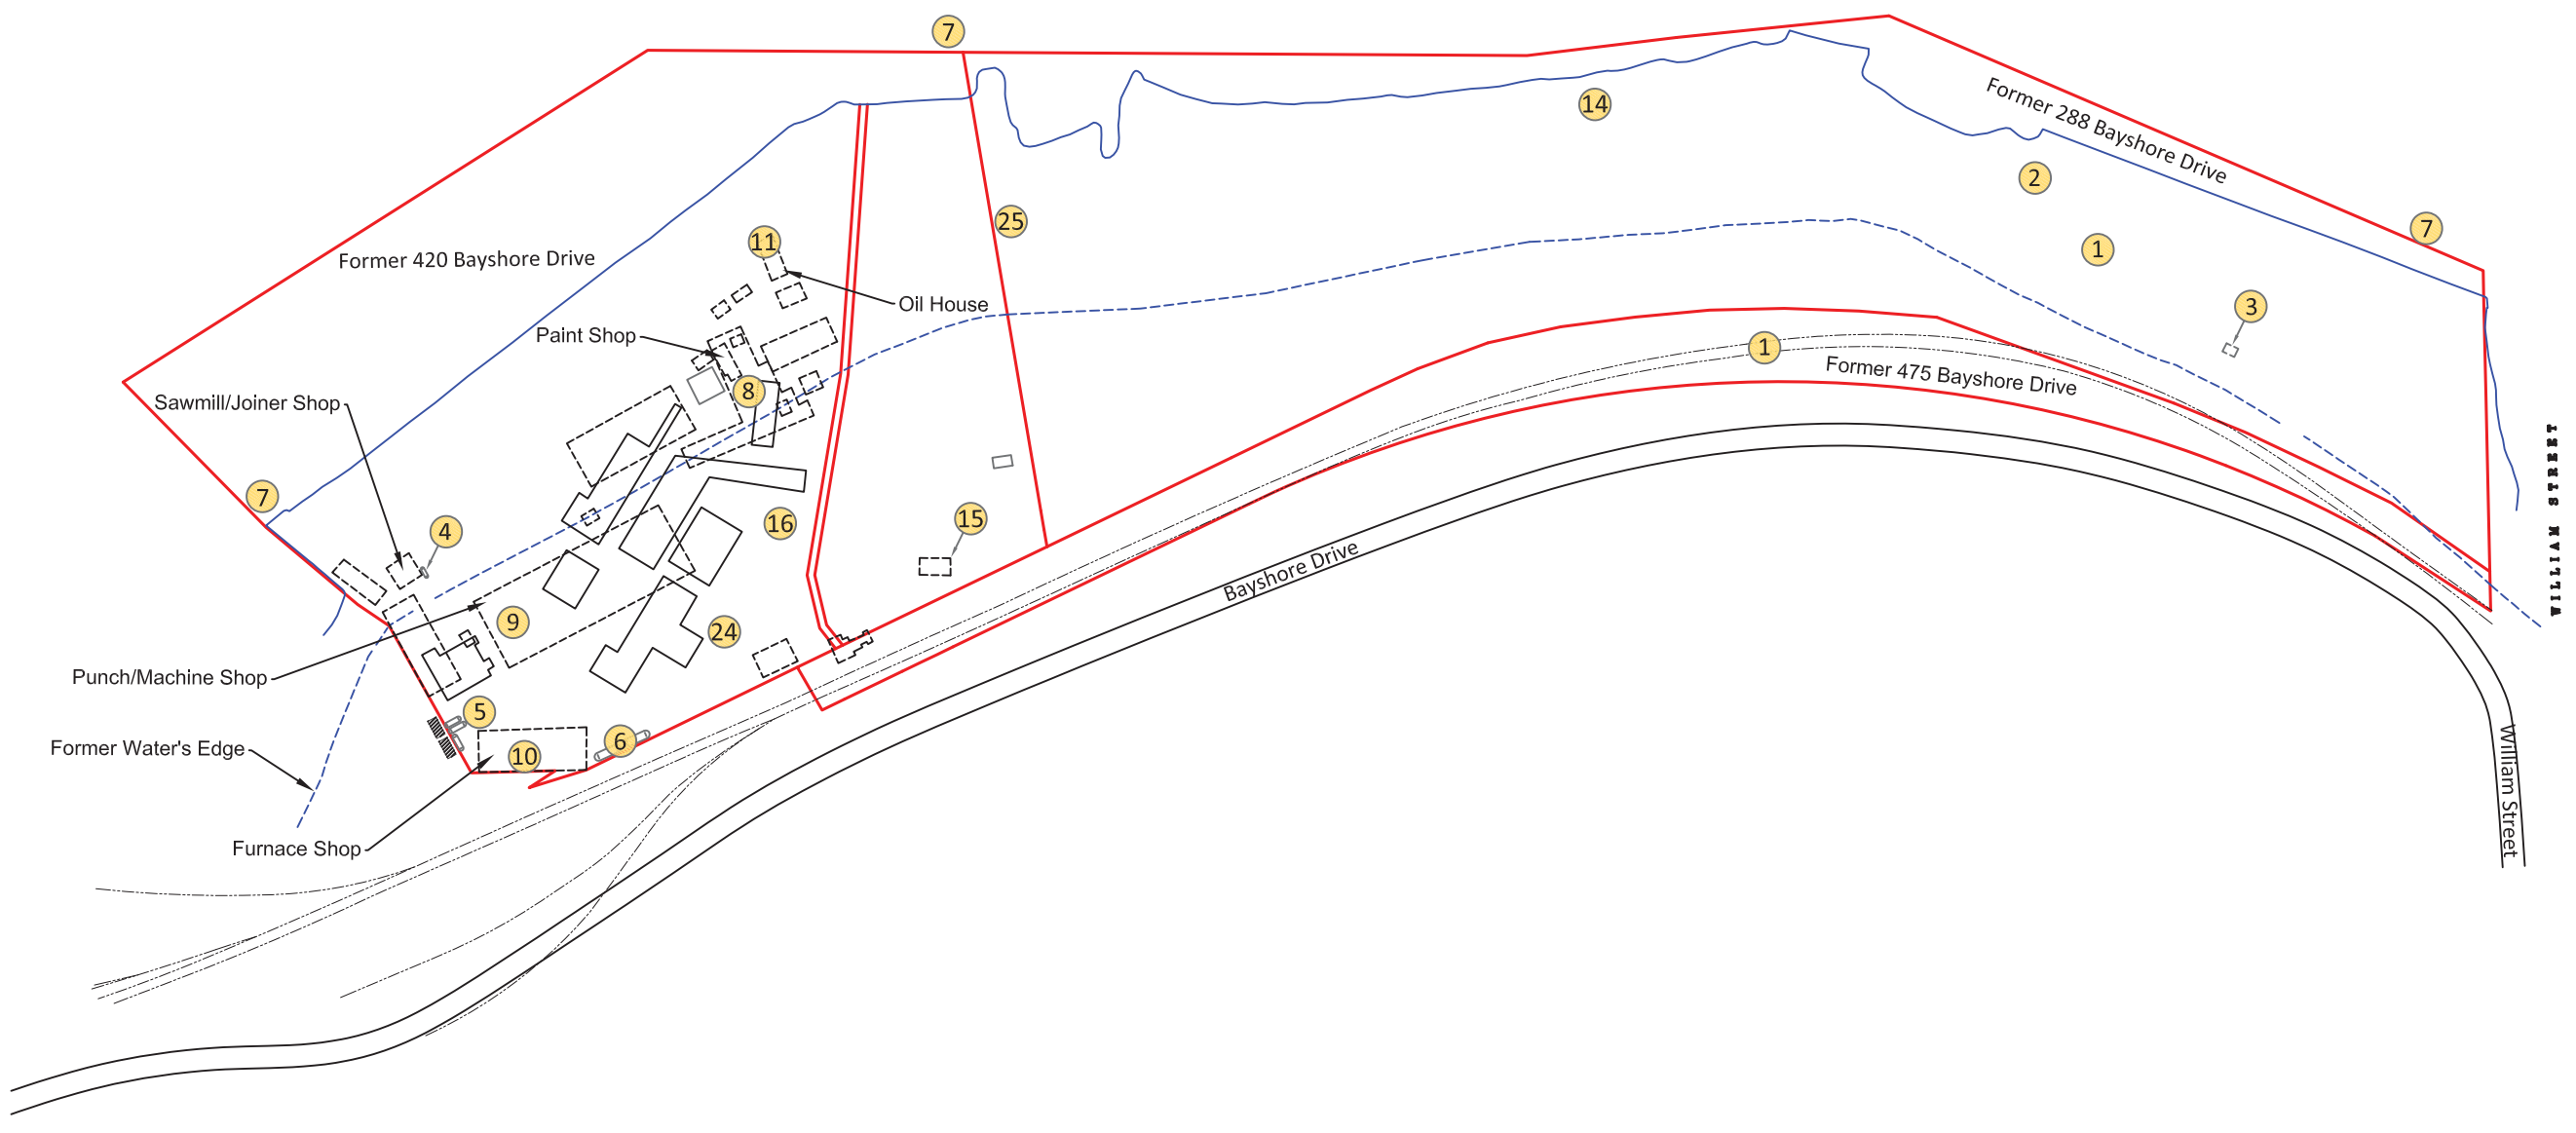 7
Former 288 Bayshore Drive
14
2
25
7
11
1
Former 420 Bayshore Drive
Oil House
3
Paint Shop
1
Former 475 Bayshore Drive
8
Sawmill/Joiner Shop
7
4
16
15
WILLIAM STREET
Bayshore Drive
9
24
Punch/Machine Shop
5
6
10
Former Water's Edge
William Street
Furnace Shop